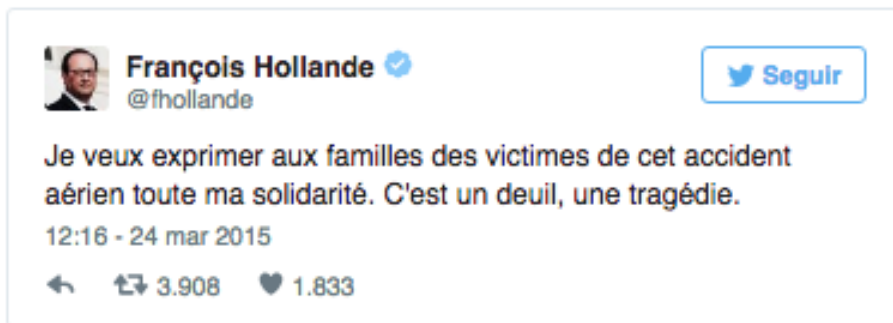 François Hollande
@fhollande
Seguir
Je veux exprimer aux familles des victimes de cet accident
aérien toute ma solidarité. C'est un deuil, une tragédie.
12:16 - 24 mar 2015
3.908 1.833